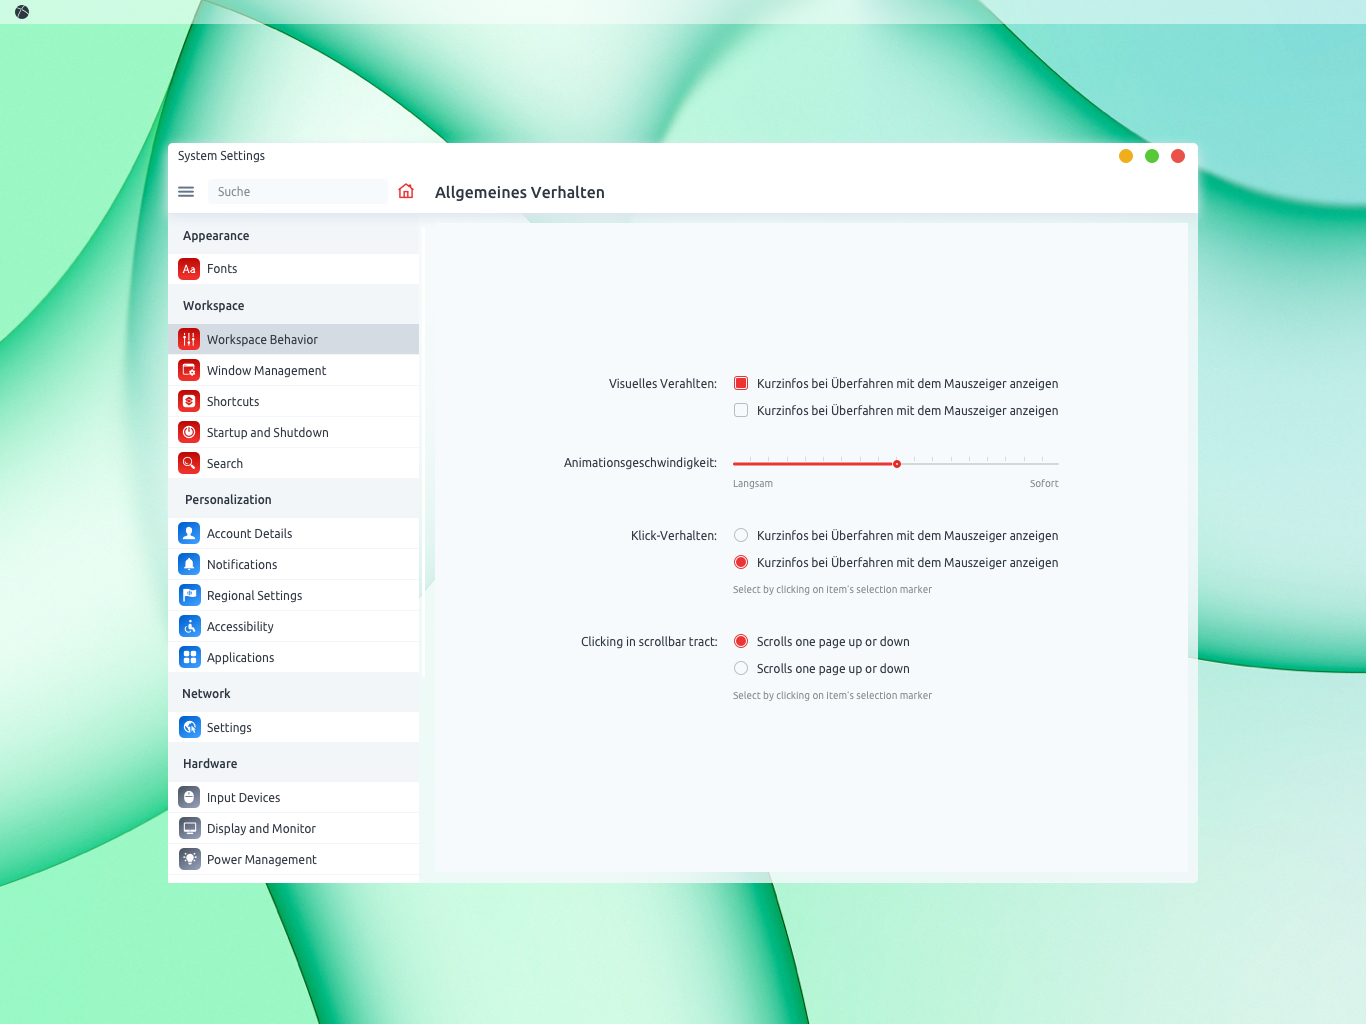 System Settings
Suche
Allgemeines Verhalten
Appearance
Aa Fonts
Workspace
Workspace Behavior
Window Management
Shortcuts
Startup and Shutdown
Search
Personalization
Account Details
Notifications
Regional Settings
Accessibility
Applications
Network
Settings
Hardware
Input Devices
Display and Monitor
Power Management
Visuelles Verahlten: Kurzinfos bei Überfahren mit dem Mauszeiger anzeigen
Kurzinfos bei Überfahren mit dem Mauszeiger anzeigen
Animationsgeschwindigkeit:
Langsam Sofort
Klick-Verhalten: Kurzinfos bei Überfahren mit dem Mauszeiger anzeigen
Kurzinfos bei Überfahren mit dem Mauszeiger anzeigen
Select by clicking on item's selection marker
Clicking in scrollbar tract: Scrolls one page up or down
Scrolls one page up or down
Select by clicking on item's selection marker